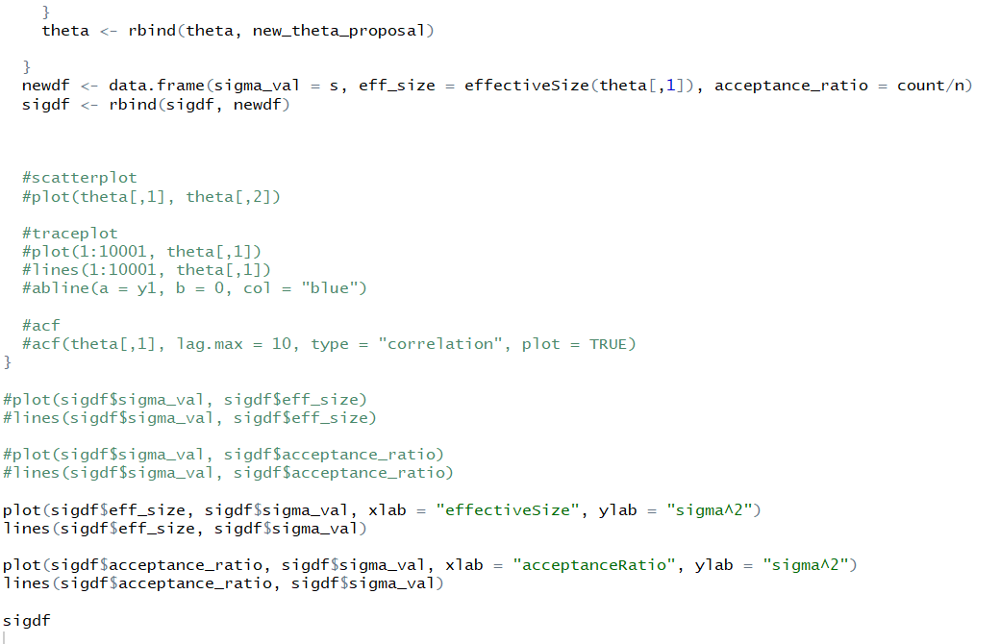 }
theta <- rbind(theta, new_theta_proposal)
}
newdf <- data.frame(sigma_val = s, eff_size = effectiveSize(theta[,1]), acceptance_ratio = count/n)
sigdf <- rbind(sigdf, newdf)
#scatterplot
#plot(theta[,1], theta[,2])
#traceplot
#plot(1:10001, theta[,1])
#lines(1:10001, theta[,1])
#abline(a = y1, b = 0, col = "blue")
#acf
#acf(theta[,1], lag.max = 10, type = "correlation", plot = TRUE)
}
#plot(sigdf$sigma_val, sigdf$eff_size)
#lines(sigdf$sigma_val, sigdf$eff_size)
#plot(sigdf$sigma_val, sigdf$acceptance_ratio)
#lines(sigdf$sigma_val, sigdf$acceptance_ratio)
plot(sigdf$eff_size, sigdf$sigma_val, xlab = "effectiveSize", ylab = "sigma^2")
lines(sigdf$eff_size, sigdf$sigma_val)
plot(sigdf$acceptance_ratio, sigdf$sigma_val, xlab = "acceptanceRatio", ylab = "sigma^2")
lines(sigdf$acceptance_ratio, sigdf$sigma_val)
sigdf